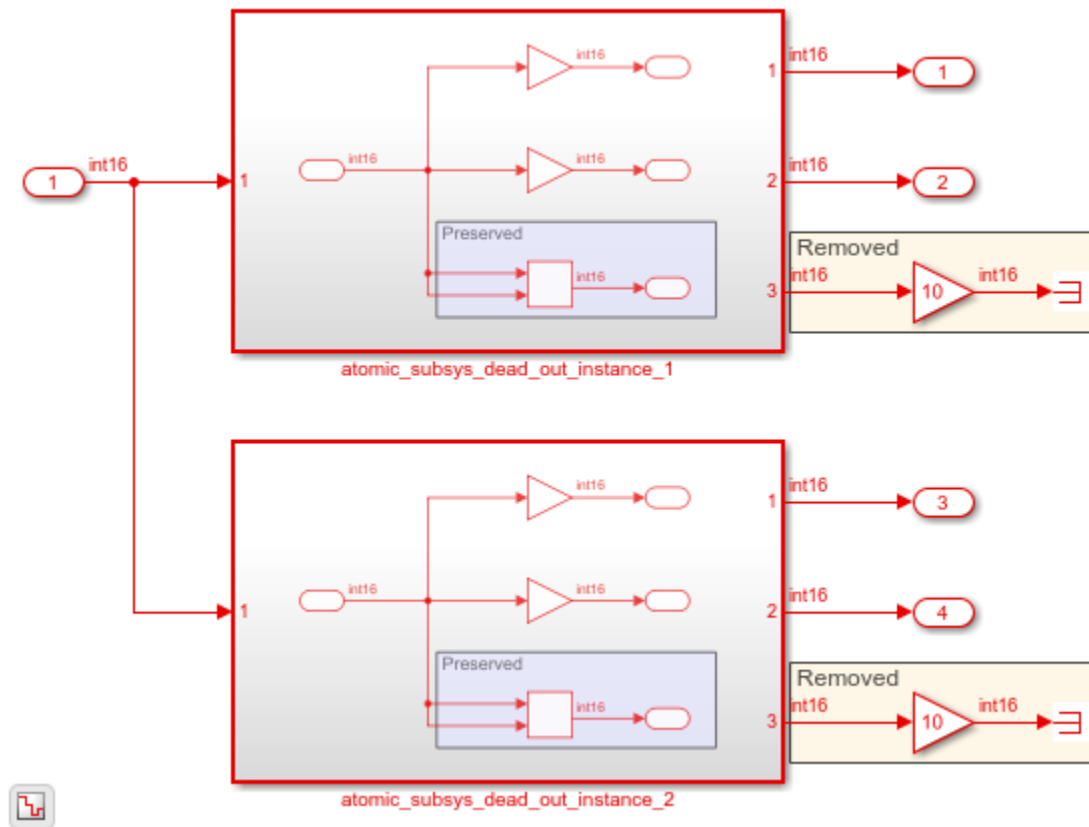 int16
1
int16
1
int16
int16
int16
Preserved
int16
1
int16
1
2
int16
2
3
int16
Removed
10
int16
atomic_subsys_dead_out_instance_1
1
int16
int16
int16
Preserved
int16
1
int16
3
2
int16
4
3
int16
Removed
10
int16
atomic_subsys_dead_out_instance_2